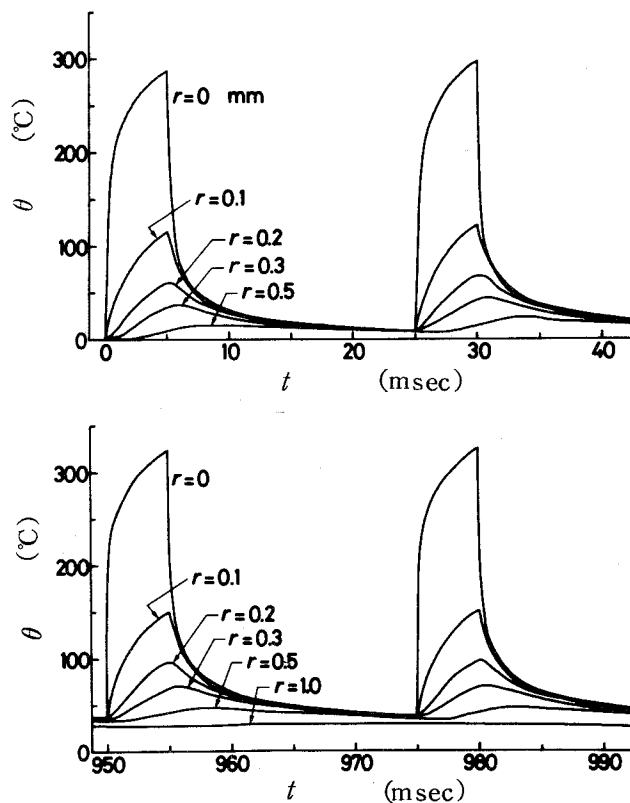 θ (℃)
300
200
100
0
r=0 mm
r=0.1
r=0.2
r=0.3
r=0.5
0 10 20 30 40
t (msec)
θ (℃)
300
200
100
0
r=0
r=0.1
r=0.2
r=0.3
r=0.5
r=1.0
950 960 970 980 990
t (msec)